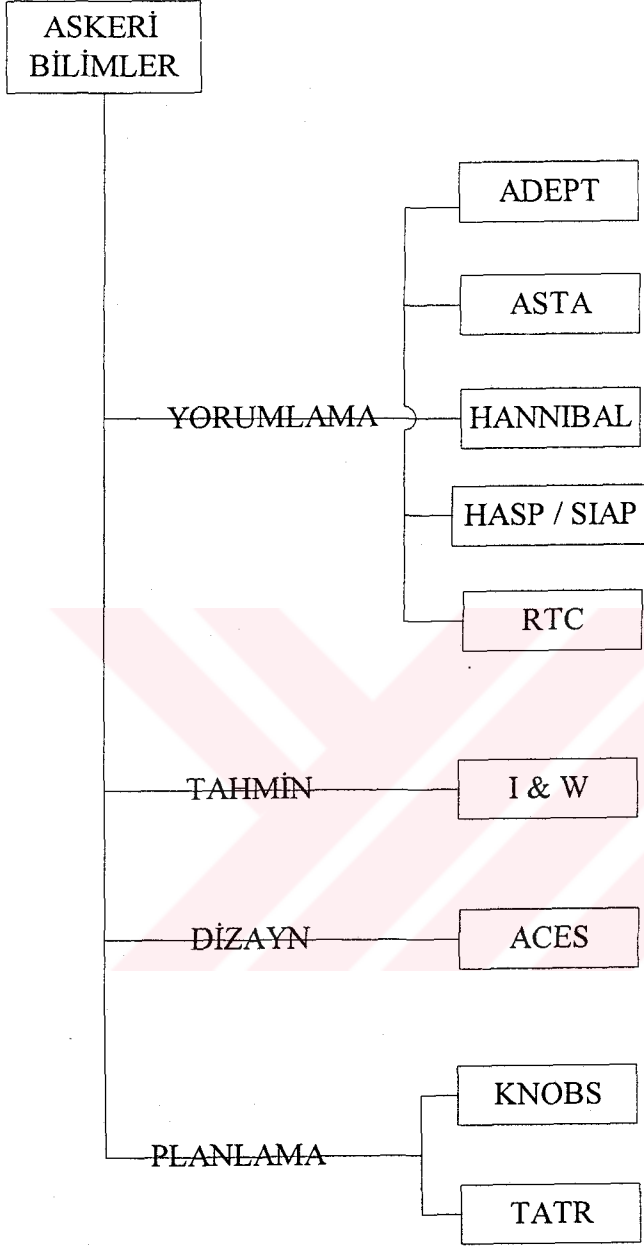 ASKERİ
BİLİMLER
ADEPT
ASTA
YORUMLAMA
HANNIBAL
HASP / SIAP
RTC
TAHMİN
I & W
DİZAYN
ACES
KNOBS
PLANLAMA
TATR